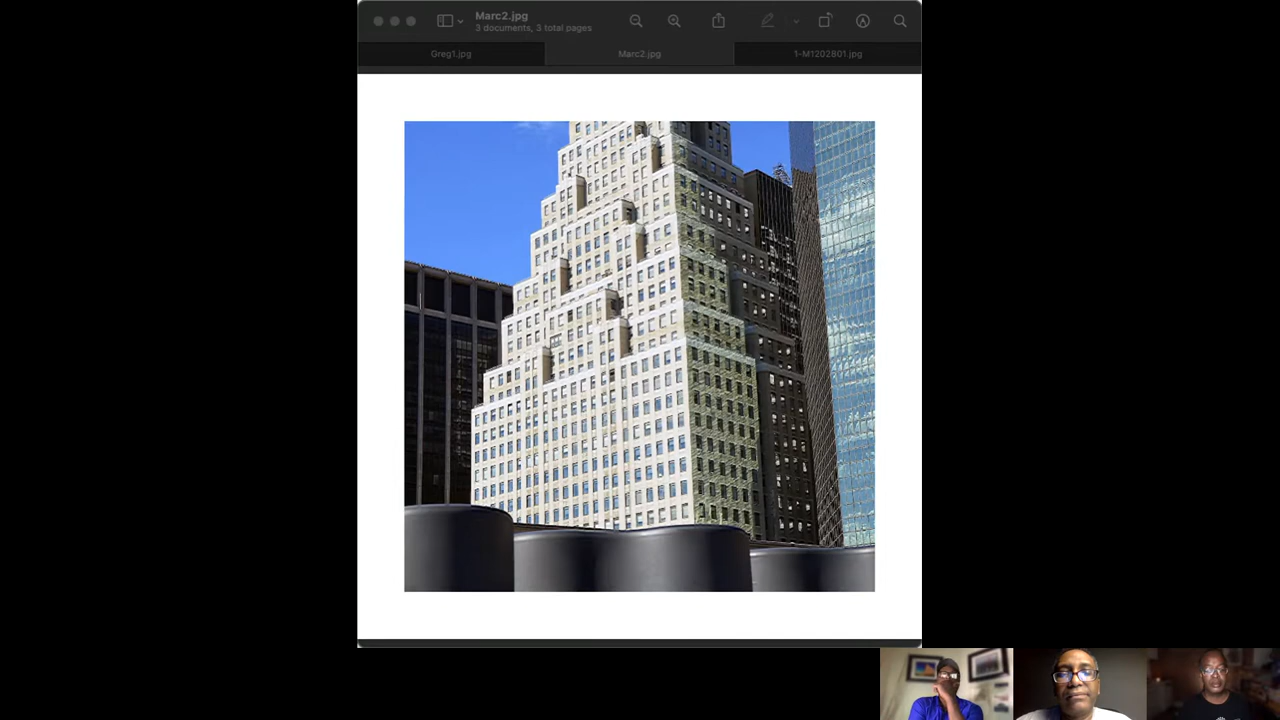 Marc2.jpg
3 documents, 3 total pages
Greg1.jpg
Marc2.jpg
1-M1202801.jpg